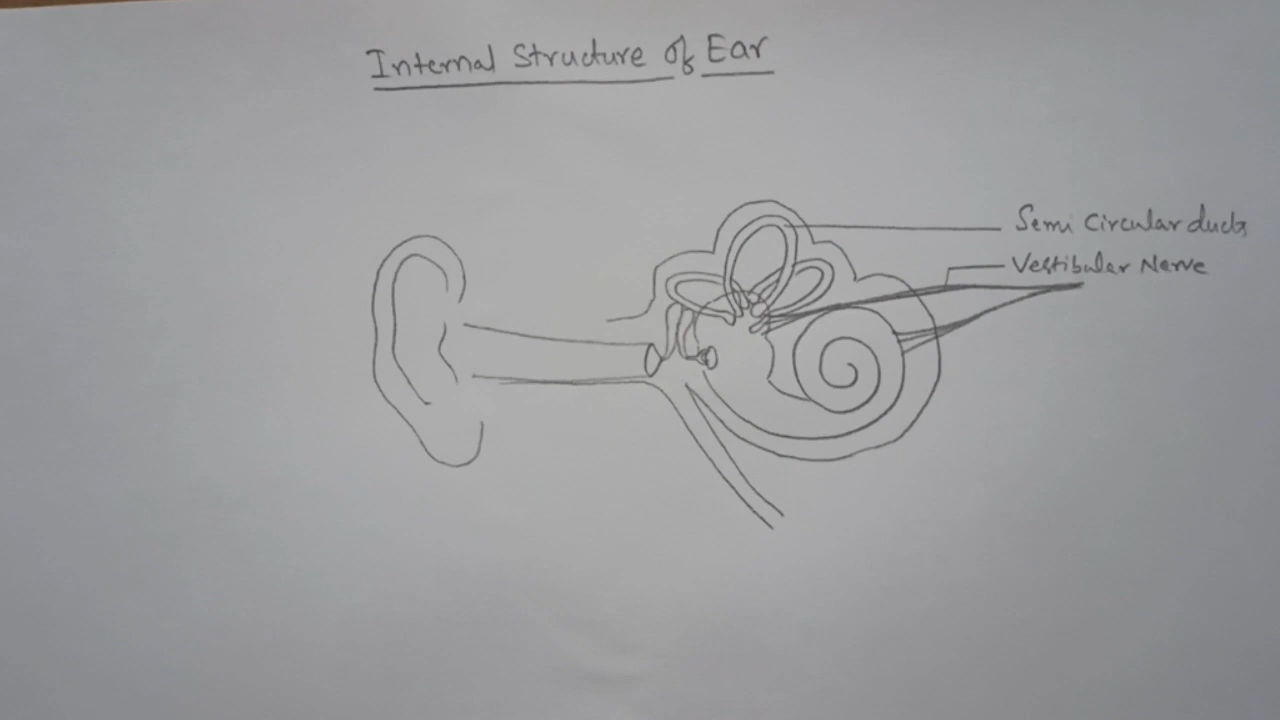 Internal Structure of Ear
Semi Circular ducts
Vestibular Nerve